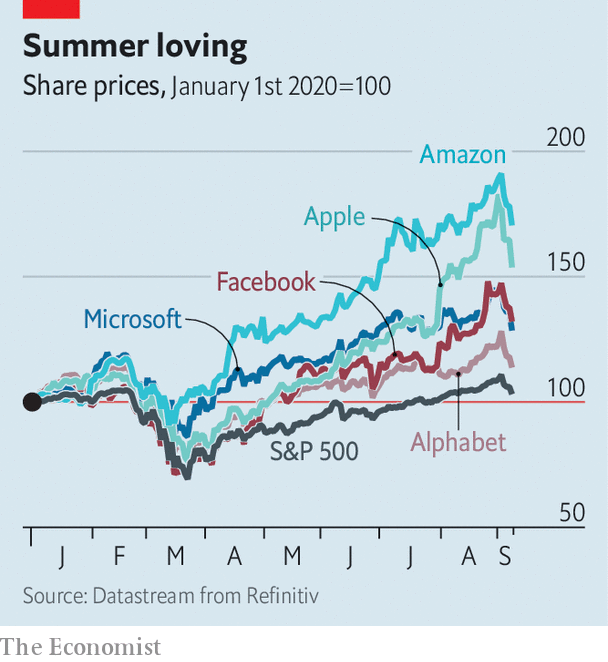 Summer loving
Share prices, January 1st 2020=100
200
Amazon
Apple
150
Facebook
Microsoft
100
S&P 500
Alphabet
50
J F M A M J J A S
Source: Datastream from Refinitiv
The Economist